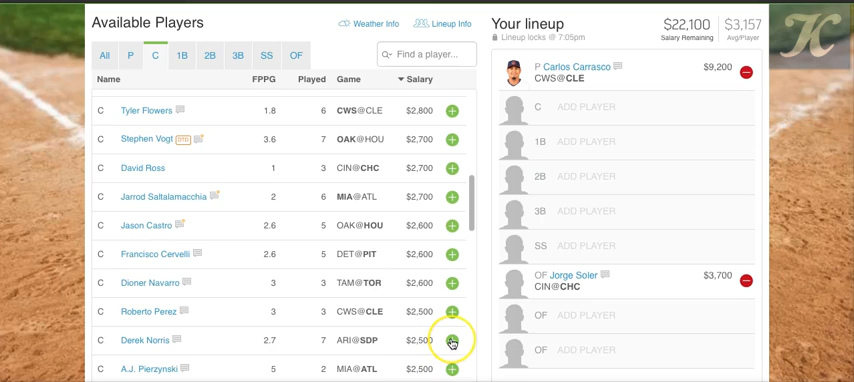 Available Players
Weather Info
Lineup Info
All P C 1B 2B 3B SS OF
Find a player...
Name FPPG Played Game Salary
C Tyler Flowers 1.8 6 CWS@CLE $2,800
C Stephen Vogt DTD 3.6 7 OAK@HOU $2,700
C David Ross 1 3 CIN@CHC $2,700
C Jarrod Saltalamacchia 2 6 MIA@ATL $2,700
C Jason Castro 2.6 5 OAK@HOU $2,600
C Francisco Cervelli 2.6 5 DET@PIT $2,600
C Dioner Navarro 3 3 TAM@TOR $2,600
C Roberto Perez 3 3 CWS@CLE $2,500
C Derek Norris 2.7 7 ARI@SDP $2,500
C A.J. Pierzynski 5 2 MIA@ATL $2,500
Your lineup
Lineup locks @ 7:05pm
$22,100
Salary Remaining
$3,157
Avg/Player
P Carlos Carrasco $9,200
CWS@CLE
C ADD PLAYER
1B ADD PLAYER
2B ADD PLAYER
3B ADD PLAYER
SS ADD PLAYER
OF Jorge Soler $3,700
CIN@CHC
OF ADD PLAYER
OF ADD PLAYER
K